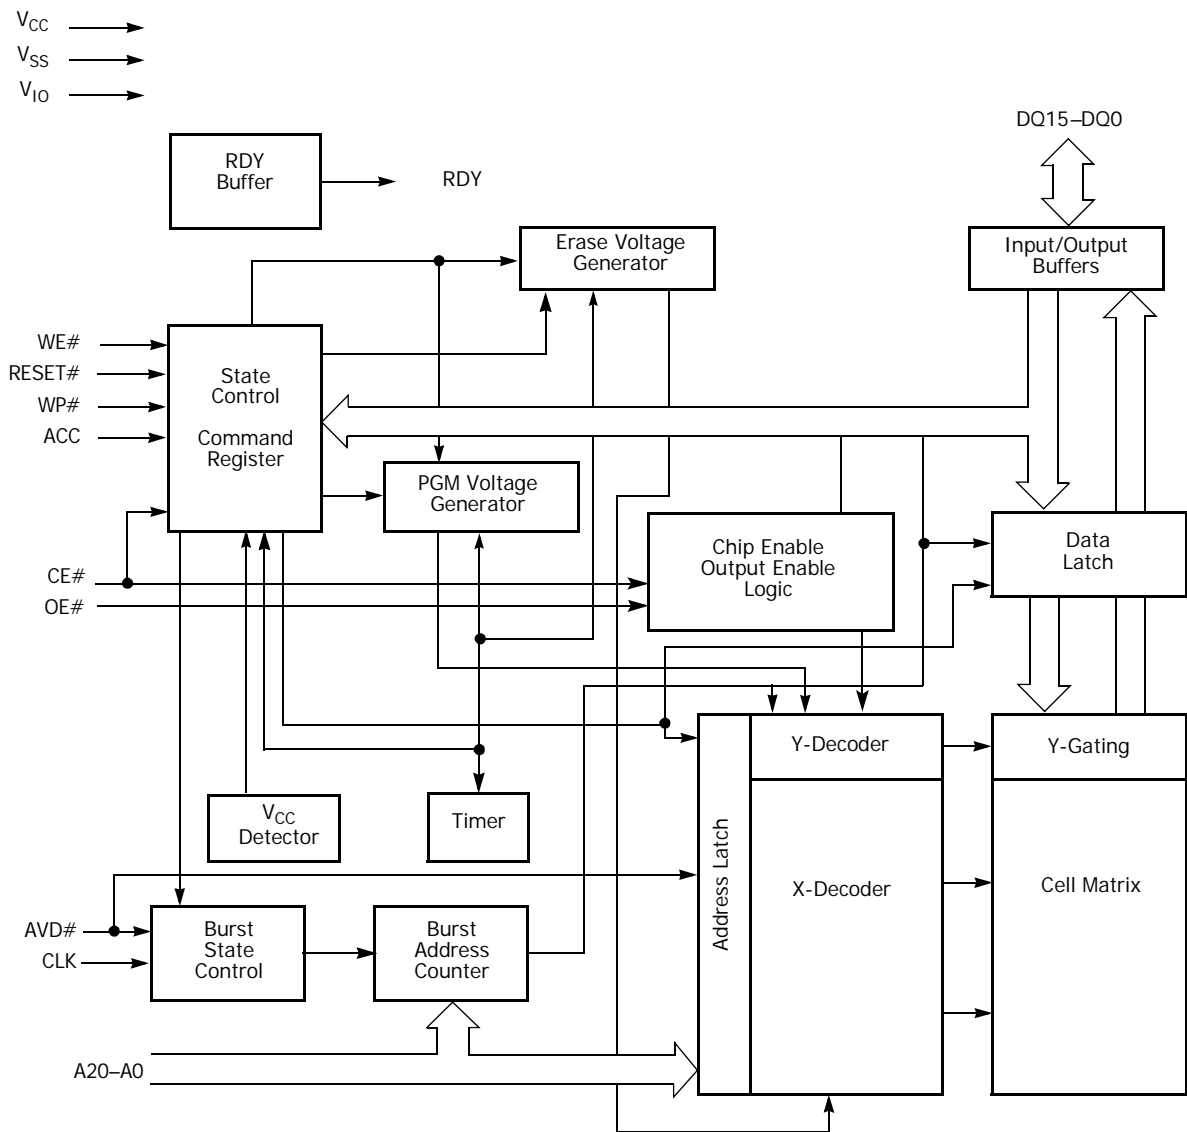 VCC
VSS
VIO
DQ15–DQ0
RDY
Buffer
RDY
Erase Voltage
Generator
Input/Output
Buffers
WE#
RESET#
WP#
ACC
State
Control
Command
Register
PGM Voltage
Generator
Chip Enable
Output Enable
Logic
Data
Latch
CE#
OE#
Y-Decoder
Y-Gating
VCC
Detector
Timer
Address Latch
X-Decoder
Cell Matrix
AVD#
CLK
Burst
State
Control
Burst
Address
Counter
A20–A0